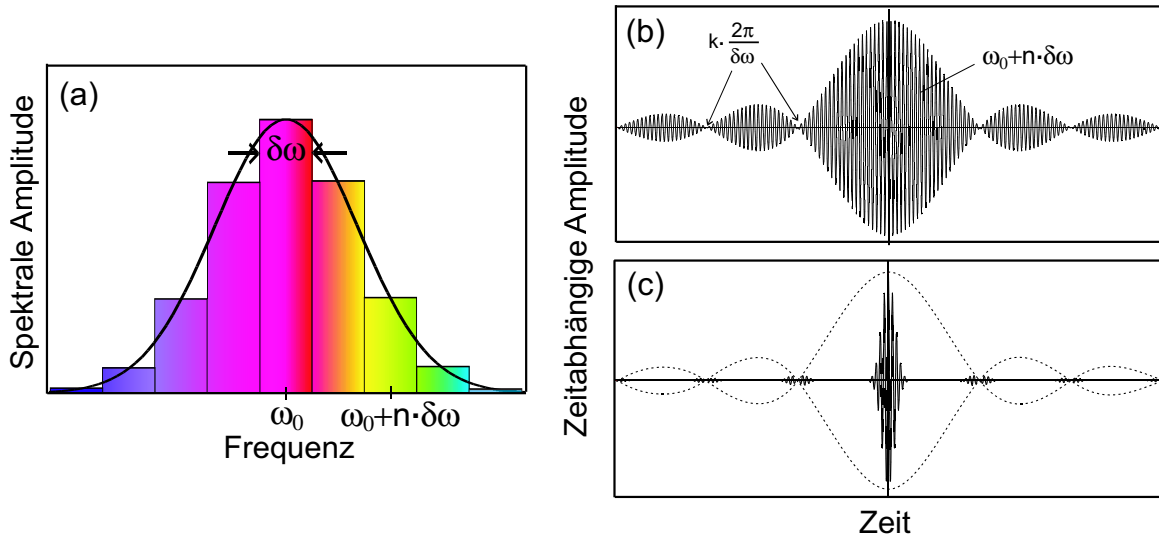 (a)
Spektrale Amplitude
δω
ω₀
ω₀+n·δω
Frequenz
(b)
k·2π/δω
ω₀+n·δω
Zeitabhängige Amplitude
(c)
Zeit